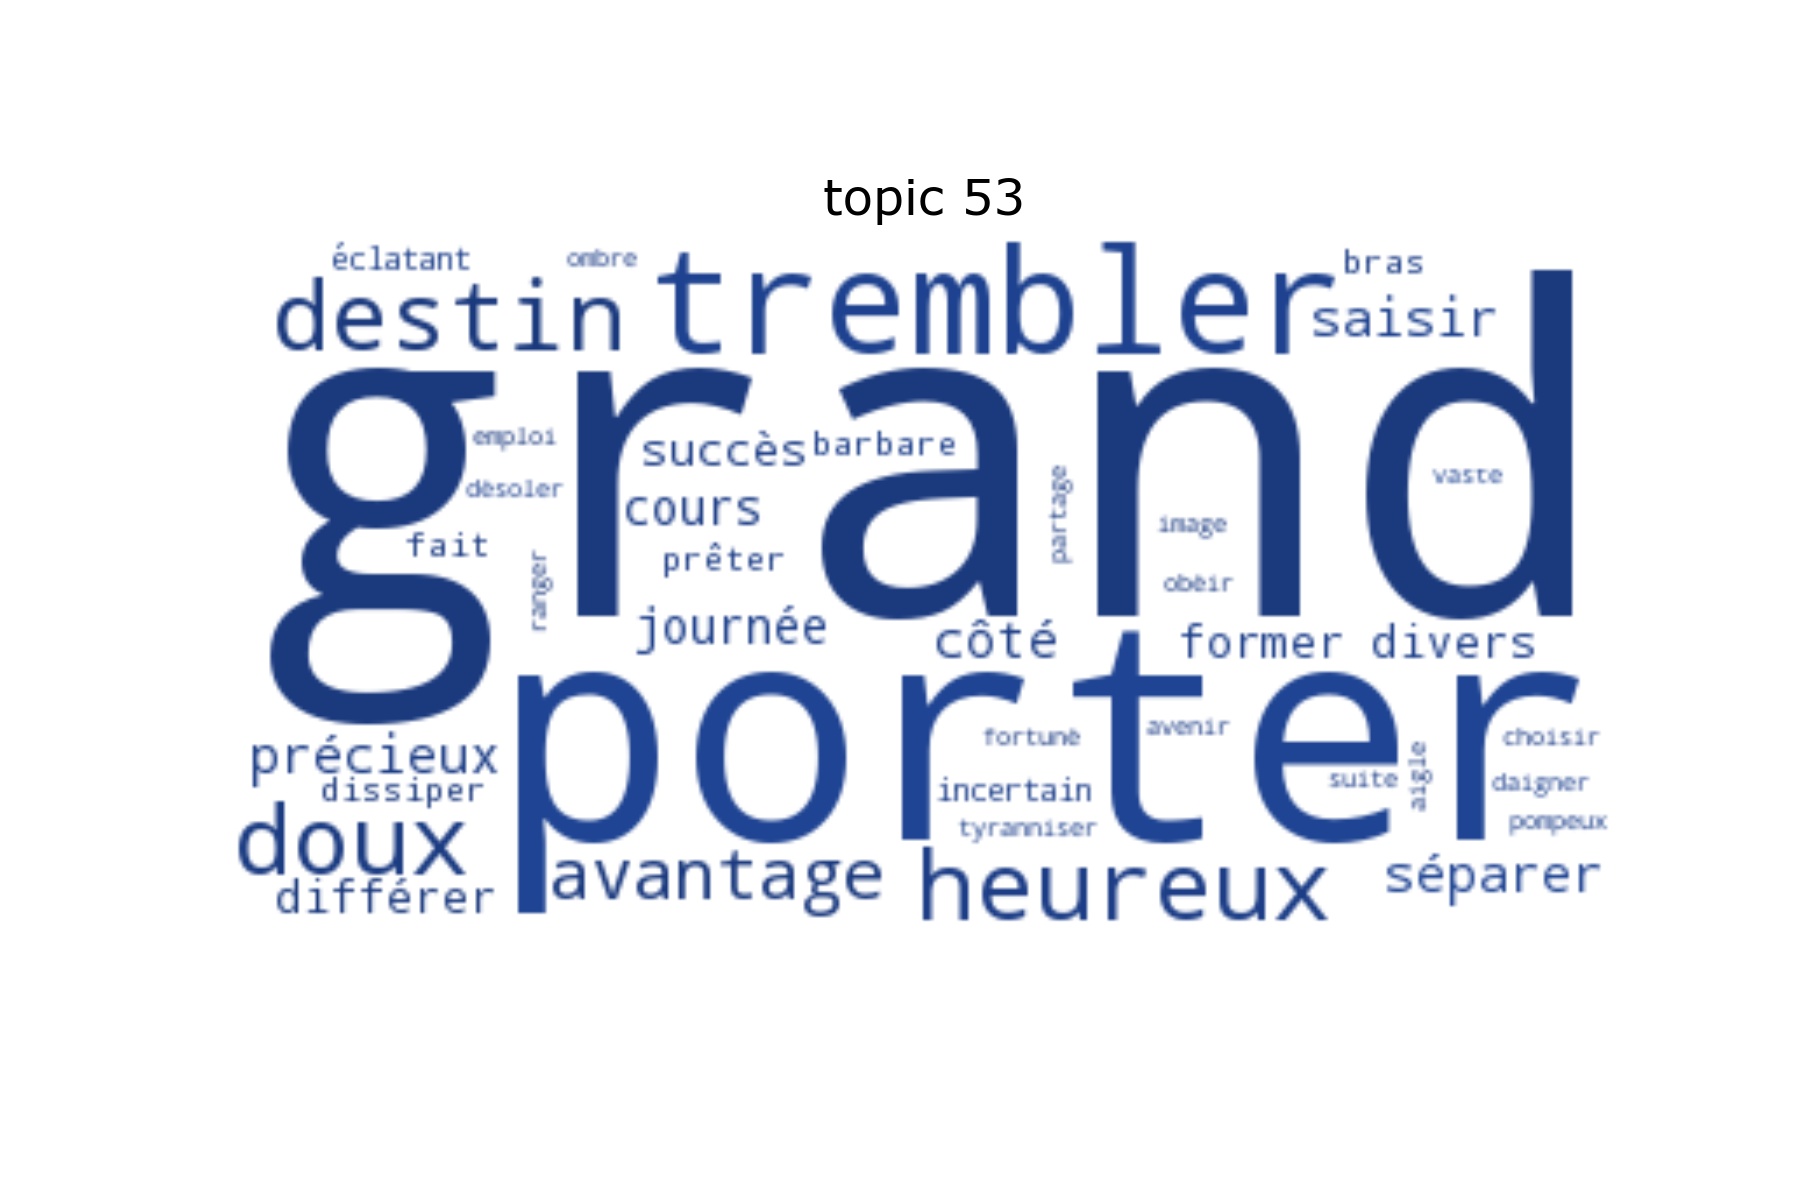 topic 53
éclatant
ombre
trembler
bras
destin
saisir
grand
emploi
succès
barbare
partage
vaste
désoler
cours
image
fait
prêter
ranger
obéir
journée
côté
former
divers
porter
précieux
fortuné
avenir
choisir
dissiper
incertain
suite
aigle
daigner
tyranniser
pompeux
doux
avantage
heureux
séparer
différer